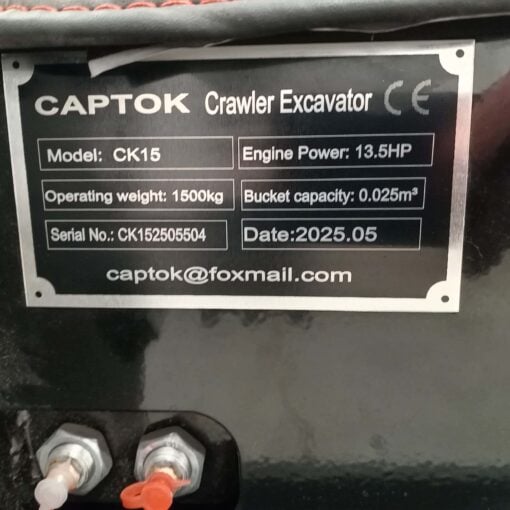 CAPTOK Crawler Excavator CE
Model: CK15
Engine Power: 13.5HP
Operating weight: 1500kg
Bucket capacity: 0.025m³
Serial No.: CK152505504
Date:2025.05
captok@foxmail.com